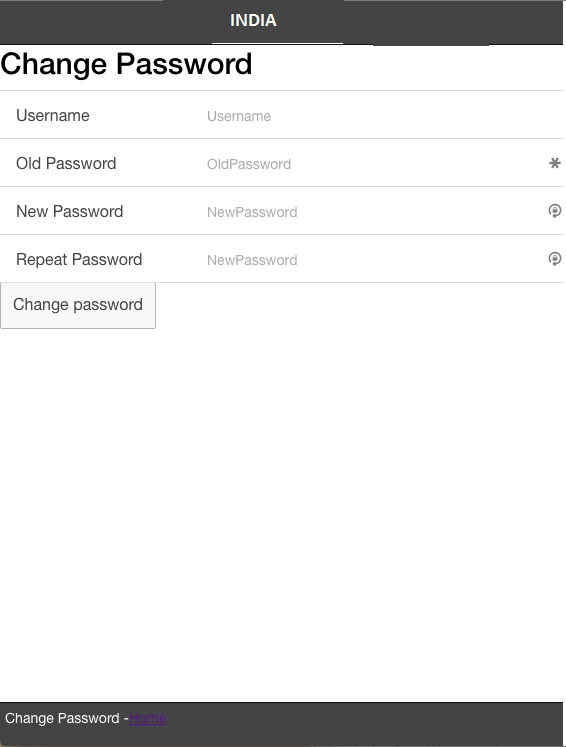 INDIA
Change Password
Username Username
Old Password OldPassword
New Password NewPassword
Repeat Password NewPassword
Change password
Change Password -Home